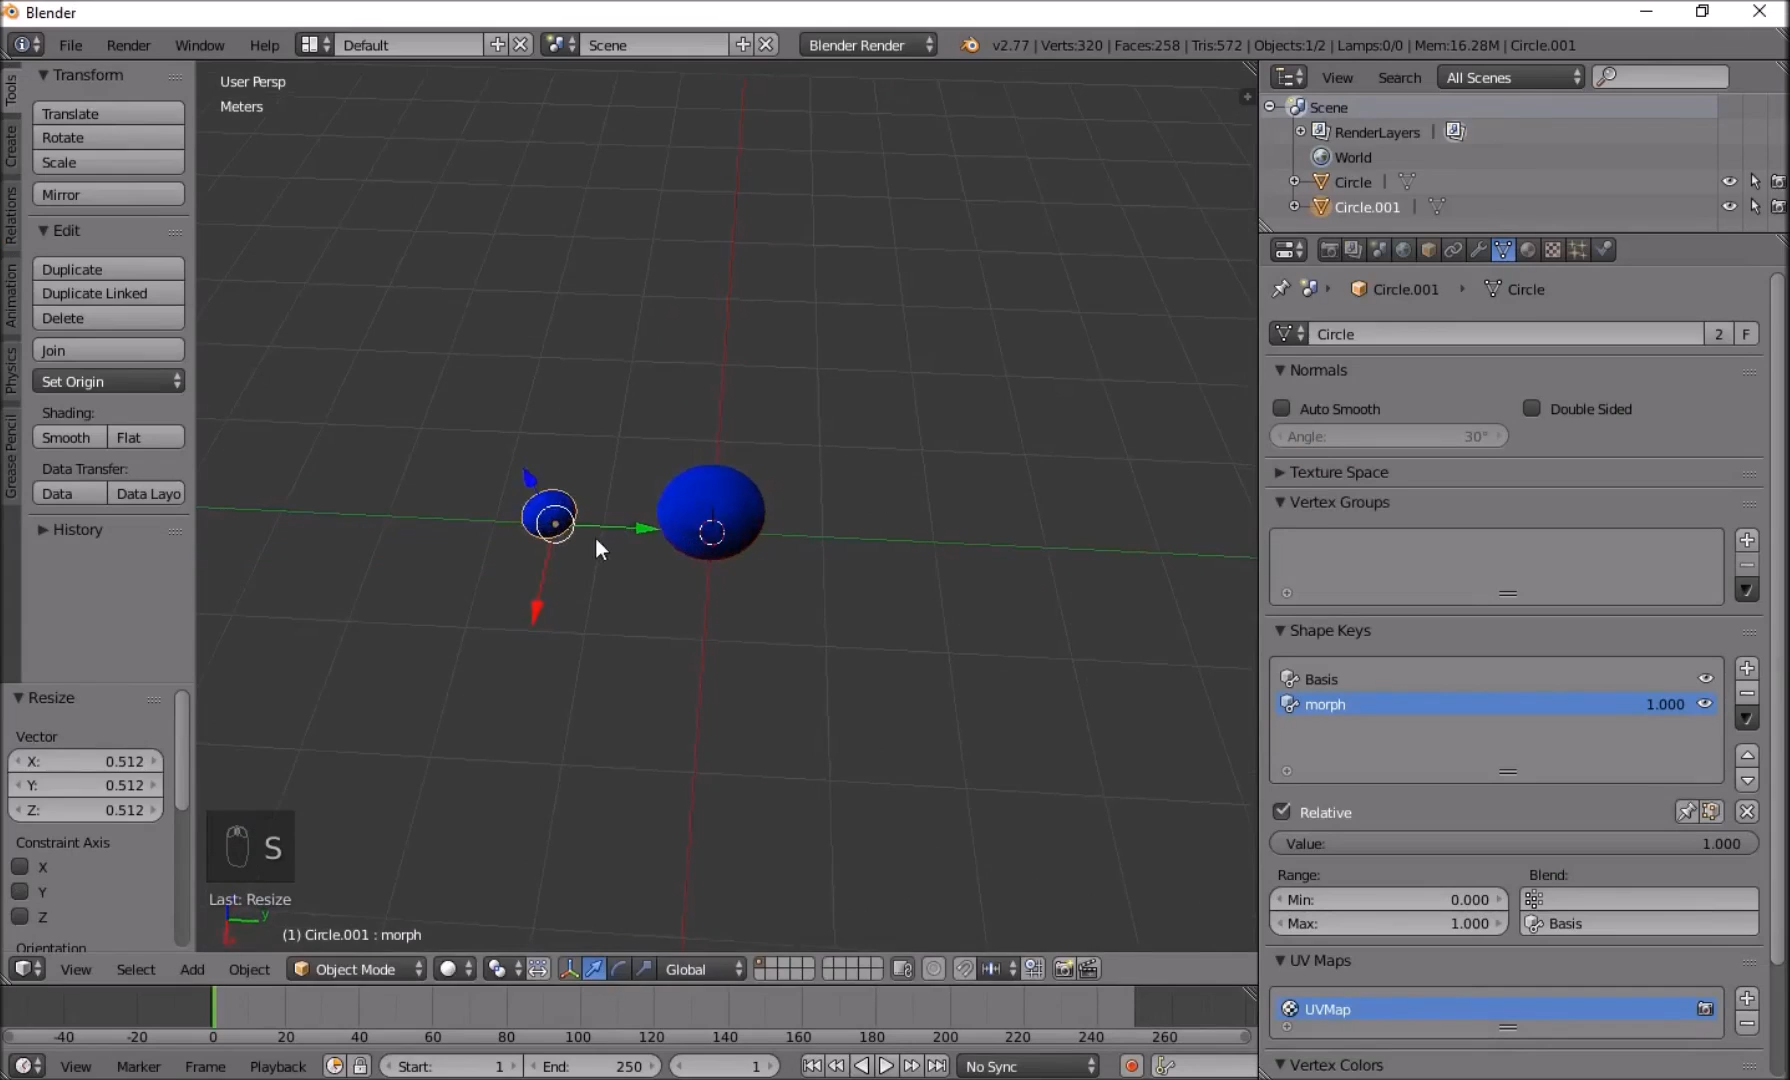 Blender
File Render Window Help Default Scene Blender Render v2.77 | Verts:320 | Faces:258 | Tris:572 | Objects:1/2 | Lamps:0/0 | Mem:16.28M | Circle.001
Tools
Create
Relations
Animation
Physics
Grease Pencil
Transform
Translate
Rotate
Scale
Mirror
Edit
Duplicate
Duplicate Linked
Delete
Join
Set Origin
Shading:
Smooth Flat
Data Transfer:
Data Data Layo
History
Resize
Vector
X: 0.512
Y: 0.512
Z: 0.512
Constraint Axis
X
Y
Z
Orientation
User Persp
Meters
S
Last: Resize
y
(1) Circle.001 : morph
View Select Add Object Object Mode Global
-40 -20 0 20 40 60 80 100 120 140 160 180 200 220 240 260
View Marker Frame Playback Start: 1 End: 250 1 No Sync
View Search All Scenes
Scene
RenderLayers |
World
Circle |
Circle.001 |
Circle.001 Circle
Circle 2 F
Normals
Auto Smooth Double Sided
Angle: 30°
Texture Space
Vertex Groups
Shape Keys
Basis
morph 1.000
Relative
Value: 1.000
Range: Blend:
Min: 0.000
Max: 1.000 Basis
UV Maps
UVMap
Vertex Colors